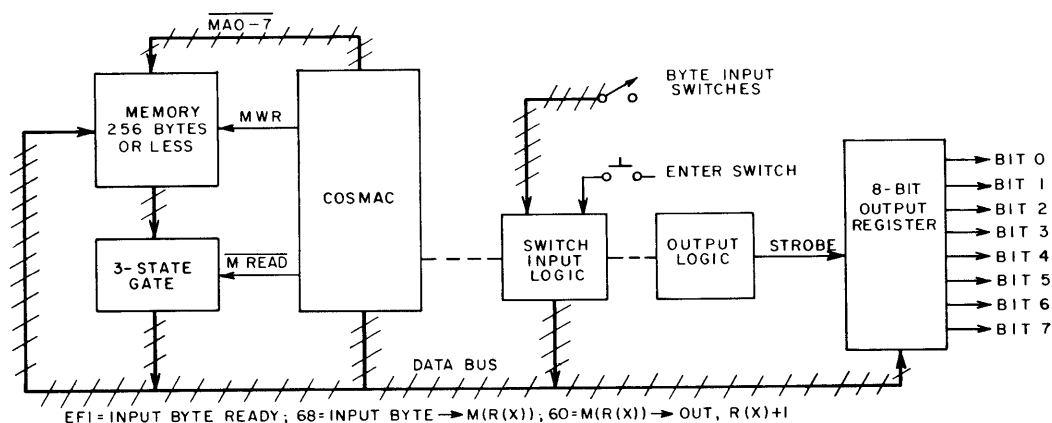 MA0-7
MEMORY
256 BYTES
OR LESS
MWR
COSMAC
3-STATE
GATE
M READ
BYTE INPUT
SWITCHES
ENTER SWITCH
SWITCH
INPUT
LOGIC
OUTPUT
LOGIC
STROBE
8-BIT
OUTPUT
REGISTER
BIT 0
BIT 1
BIT 2
BIT 3
BIT 4
BIT 5
BIT 6
BIT 7
DATA BUS
EF1=INPUT BYTE READY; 68=INPUT BYTE→M(R(X)); 60=M(R(X))→OUT, R(X)+1